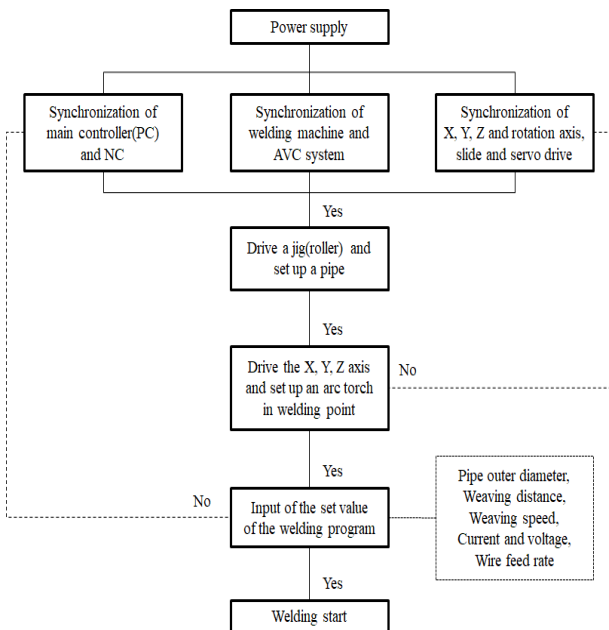 Power supply
Synchronization of
main controller(PC)
and NC
Synchronization of
welding machine and
AVC system
Synchronization of
X, Y, Z and rotation axis,
slide and servo drive
Yes
Drive a jig(roller) and
set up a pipe
Yes
Drive the X, Y, Z axis
and set up an arc torch
in welding point
No
Yes
No
Input of the set value
of the welding program
Pipe outer diameter,
Weaving distance,
Weaving speed,
Current and voltage,
Wire feed rate
Yes
Welding start